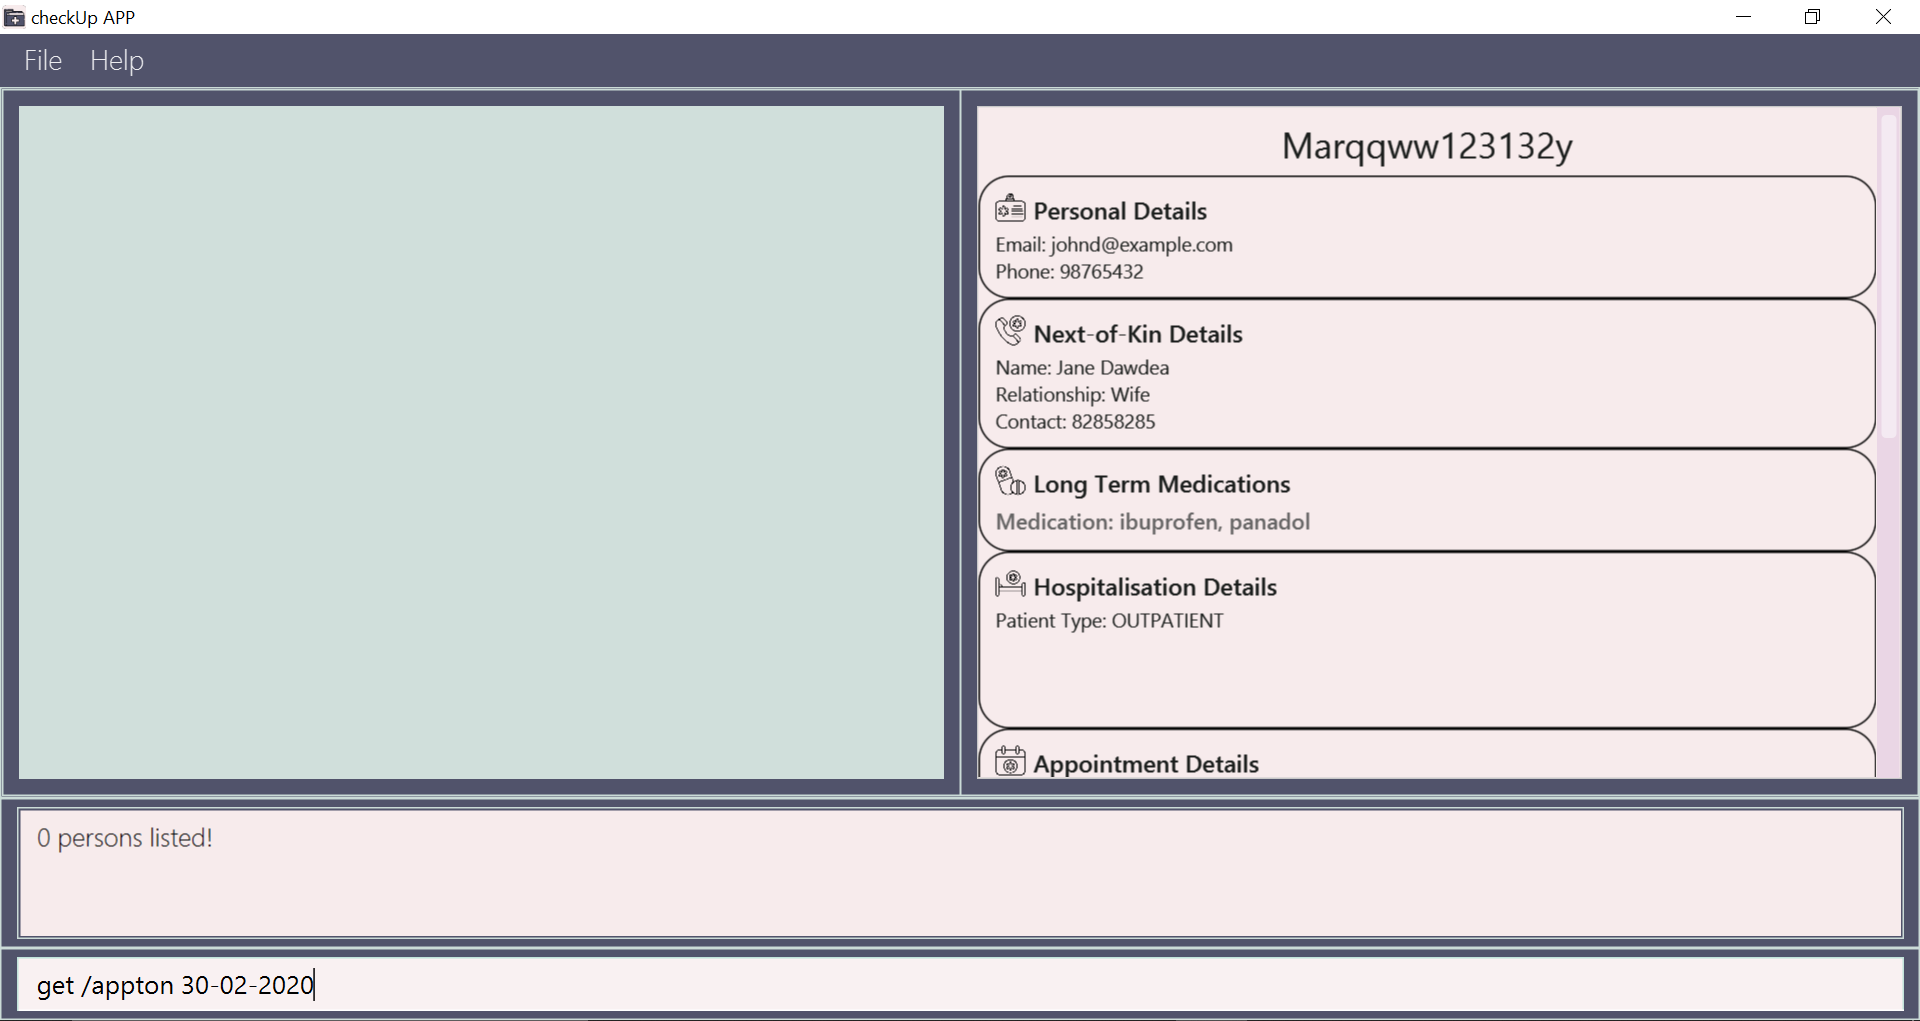 checkUp APP
File Help
Marqqww123132y
Personal Details
Email: johnd@example.com
Phone: 98765432
Next-of-Kin Details
Name: Jane Dawdea
Relationship: Wife
Contact: 82858285
Long Term Medications
Medication: ibuprofen, panadol
Hospitalisation Details
Patient Type: OUTPATIENT
Appointment Details
0 persons listed!
get /appton 30-02-2020